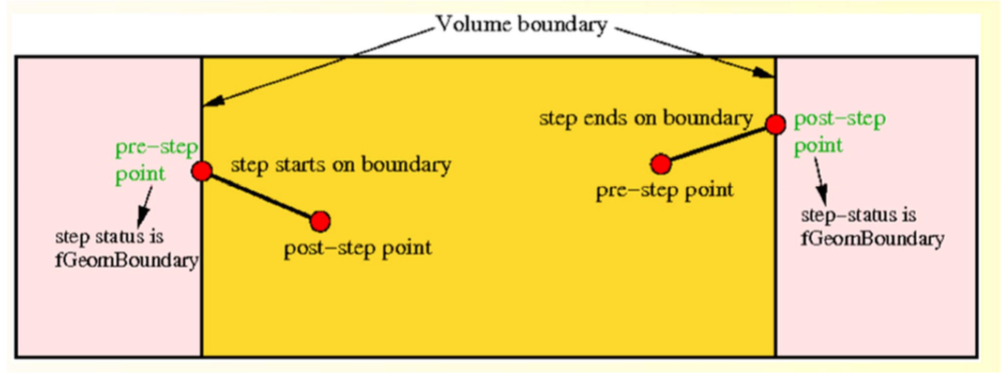 Volume boundary
step ends on boundary
post-step
point
pre-step
point
step starts on boundary
pre-step point
step-status is
fGeomBoundary
step status is
fGeomBoundary
post-step point